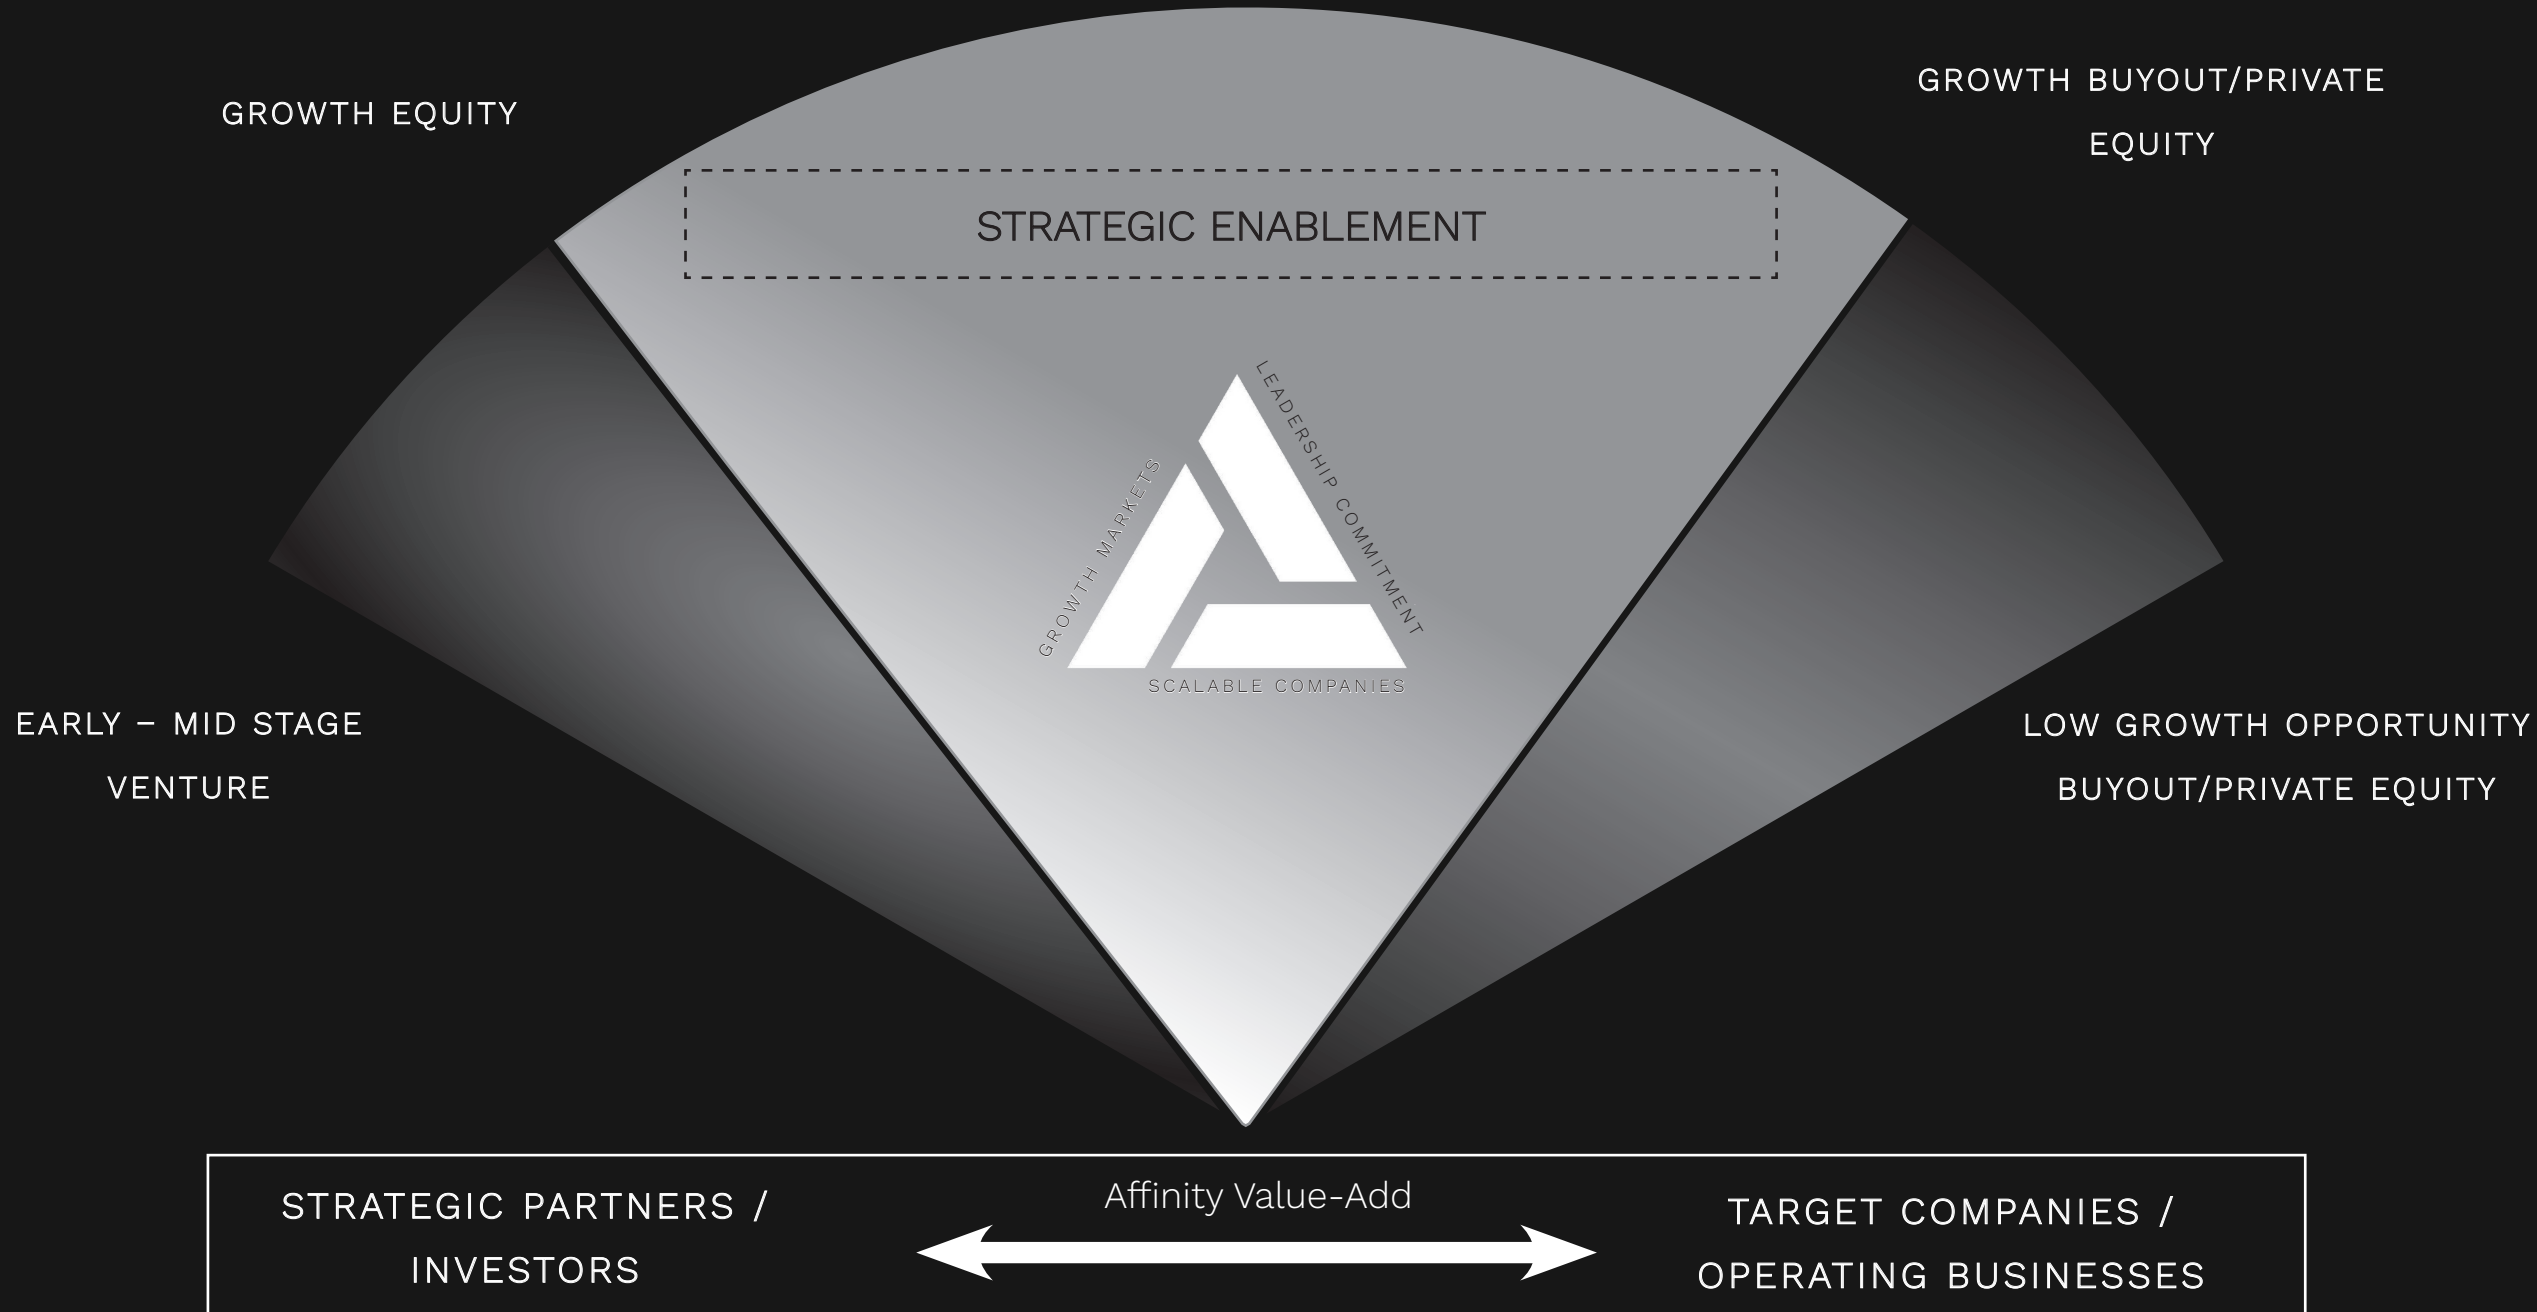 GROWTH EQUITY
GROWTH BUYOUT/PRIVATE
EQUITY
STRATEGIC ENABLEMENT
LEADERSHIP COMMITMENT
GROWTH MARKETS
SCALABLE COMPANIES
EARLY – MID STAGE
VENTURE
LOW GROWTH OPPORTUNITY
BUYOUT/PRIVATE EQUITY
STRATEGIC PARTNERS /
INVESTORS
Affinity Value-Add
TARGET COMPANIES /
OPERATING BUSINESSES